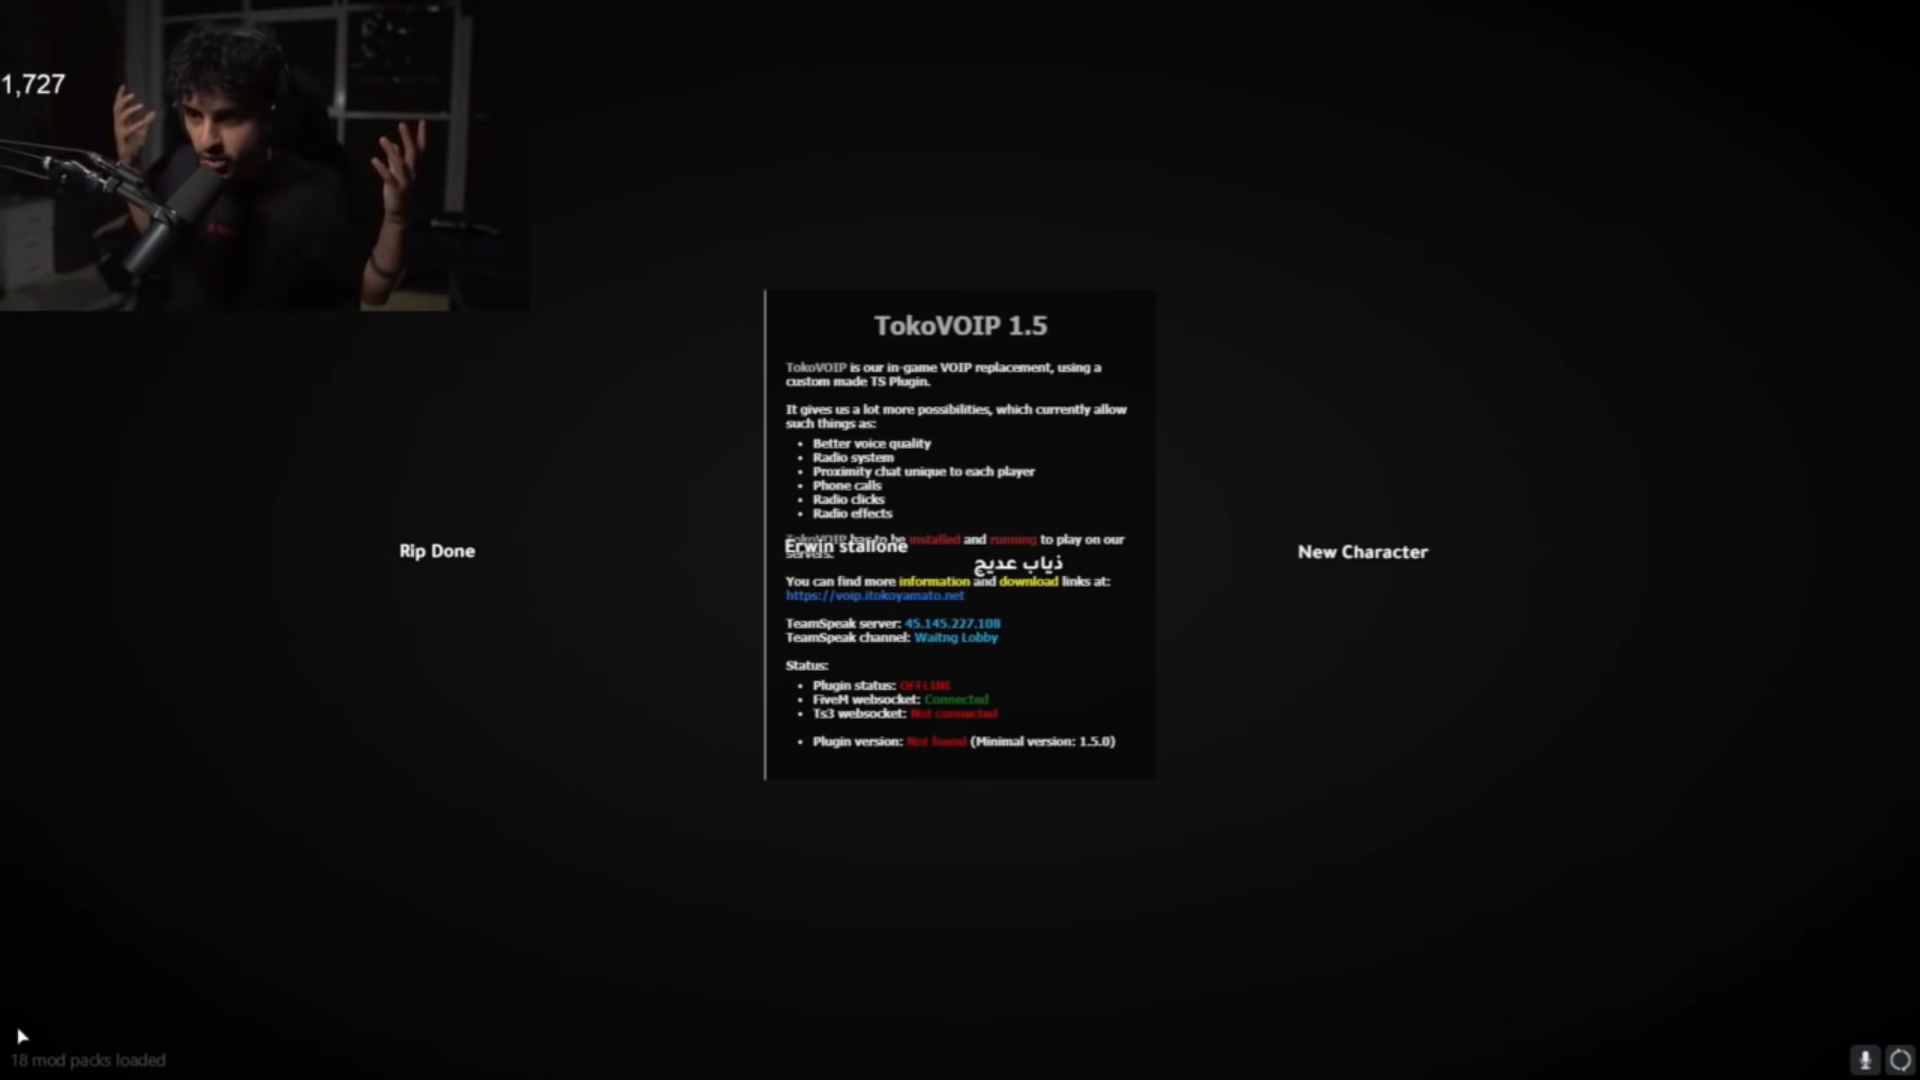 1,727
TokoVOIP 1.5
TokoVOIP is our in-game VOIP replacement, using a
custom made TS Plugin.
It gives us a lot more possibilities, which currently allow
such things as:
• Better voice quality
• Radio system
• Proximity chat unique to each player
• Phone calls
• Radio clicks
• Radio effects
TokoVOIP has to be installed and running to play on our
servers.
Rip Done
Erwin stallone
ذياب عديج
New Character
You can find more information and download links at:
https://voip.itokoyamato.net
TeamSpeak server: 45.145.227.108
TeamSpeak channel: Waitng Lobby
Status:
• Plugin status: OFFLINE
• FiveM websocket: Connected
• Ts3 websocket: Not connected
• Plugin version: Not found (Minimal version: 1.5.0)
18 mod packs loaded